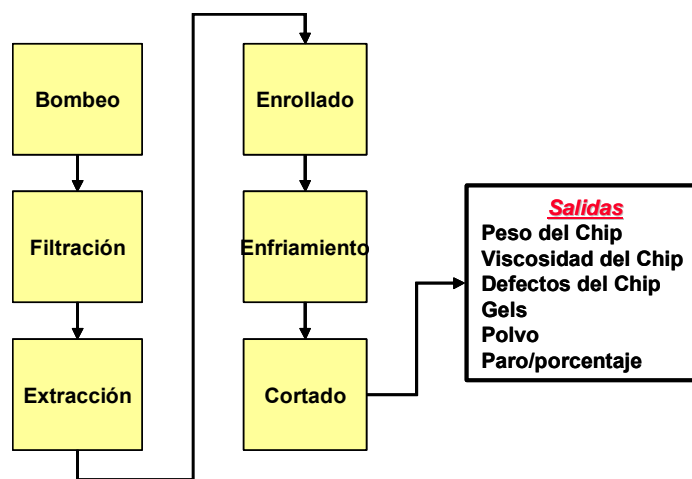 Bombeo
Filtración
Extracción
Enrollado
Enfriamiento
Cortado
Salidas
Peso del Chip
Viscosidad del Chip
Defectos del Chip
Gels
Polvo
Paro/porcentaje